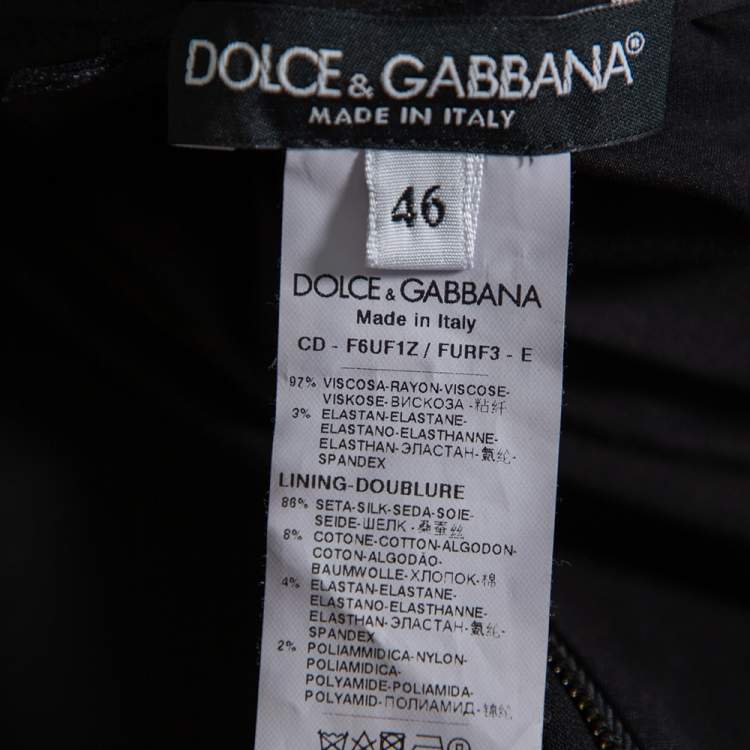 DOLCE & GABBANA®
MADE IN ITALY
46
DOLCE & GABBANA
Made in Italy
CD - F6UF1Z / FURF3 - E
97% VISCOSA-RAYON-VISCOSE-
VISKOSE-ВИСКОЗА-粘纤
3% ELASTAN-ELASTANE-
ELASTANO-ELASTHANNE-
ELASTHAN-ЭЛАСТАН-氨纶-
SPANDEX
LINING-DOUBLURE
86% SETA-SILK-SEDA-SOIE-
SEIDE-ШЕЛК-桑蚕丝
8% COTONE-COTTON-ALGODON-
COTON-ALGODÃO-
BAUMWOLLE-ХЛОПОК-棉
4% ELASTAN-ELASTANE-
ELASTANO-ELASTHANNE-
ELASTHAN-ЭЛАСТАН-氨纶-
SPANDEX
2% POLIAMMIDICA-NYLON-
POLIAMIDICA-
POLYAMIDE-POLIAMIDA-
POLYAMID-ПОЛИАМИД-锦纶